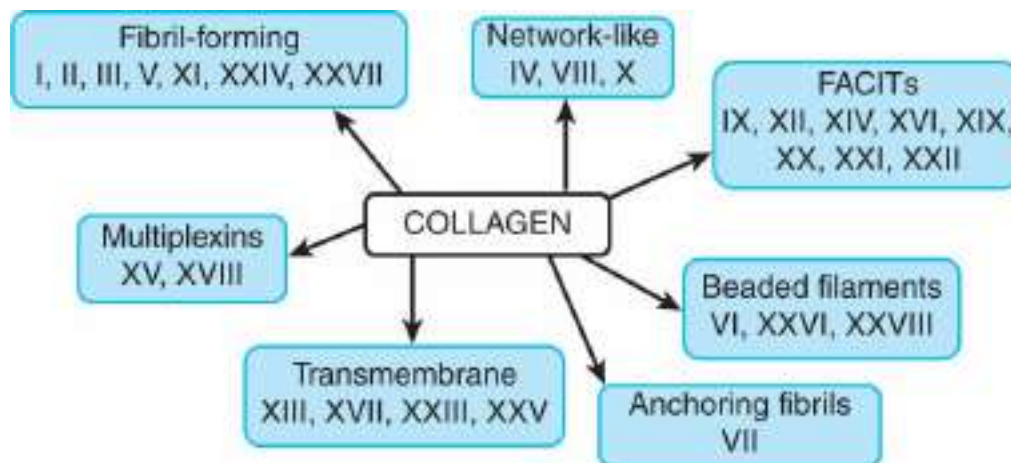 Fibril-forming
I, II, III, V, XI, XXIV, XXVII
Network-like
IV, VIII, X
FACITs
IX, XII, XIV, XVI, XIX,
XX, XXI, XXII
COLLAGEN
Multiplexins
XV, XVIII
Beaded filaments
VI, XXVI, XXVIII
Transmembrane
XIII, XVII, XXIII, XXV
Anchoring fibrils
VII